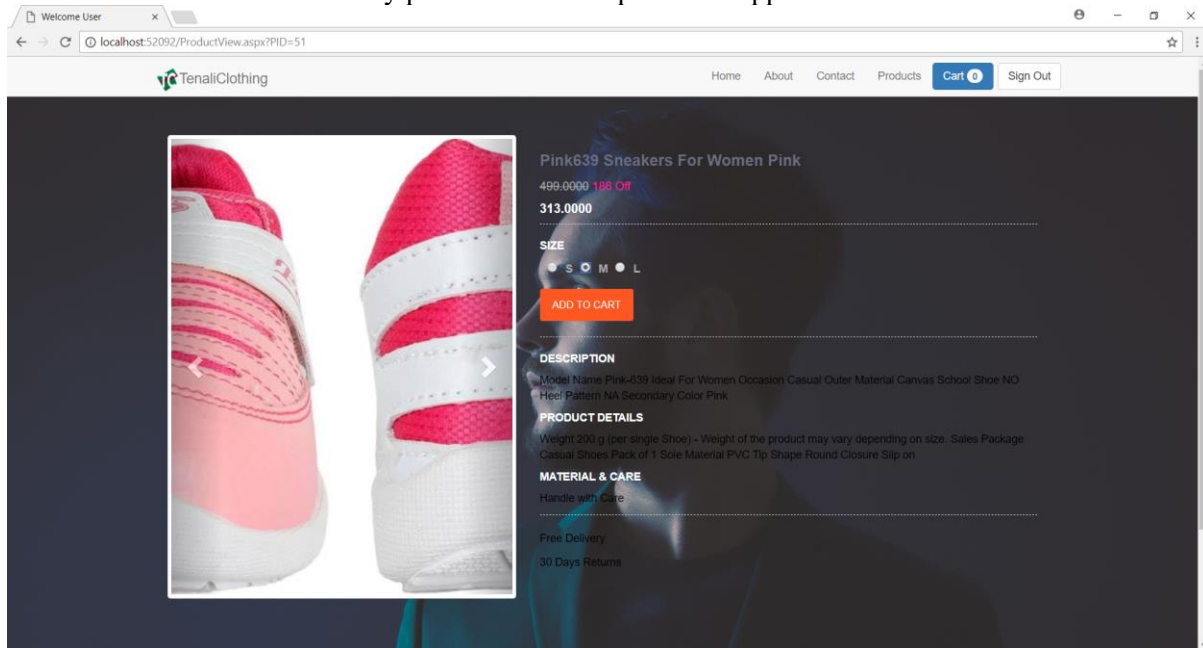 Welcome User
localhost:52092/ProductView.aspx?PID=51
TenaliClothing
Home About Contact Products Cart 0 Sign Out
Pink639 Sneakers For Women Pink
499.0000 186 Off
313.0000
SIZE
S M L
ADD TO CART
DESCRIPTION
Model Name Pink-639 Ideal For Women Occasion Casual Outer Material Canvas School Shoe NO
Heel Pattern NA Secondary Color Pink
PRODUCT DETAILS
Weight 200 g (per single Shoe) - Weight of the product may vary depending on size. Sales Package
Casual Shoes Pack of 1 Sole Material PVC Tip Shape Round Closure Slip on
MATERIAL & CARE
Handle with Care
Free Delivery
30 Days Returns